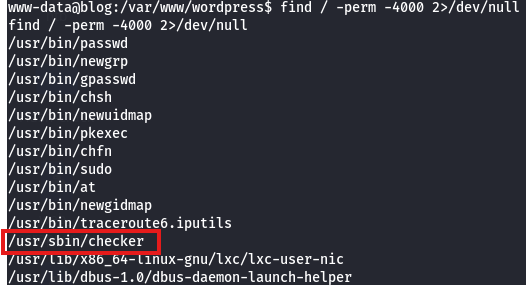 www-data@blog:/var/www/wordpress$ find / -perm -4000 2>/dev/null
find / -perm -4000 2>/dev/null
/usr/bin/passwd
/usr/bin/newgrp
/usr/bin/gpasswd
/usr/bin/chsh
/usr/bin/newuidmap
/usr/bin/pkexec
/usr/bin/chfn
/usr/bin/sudo
/usr/bin/at
/usr/bin/newgidmap
/usr/bin/traceroute6.iputils
/usr/sbin/checker
/usr/lib/x86_64-linux-gnu/lxc/lxc-user-nic
/usr/lib/dbus-1.0/dbus-daemon-launch-helper